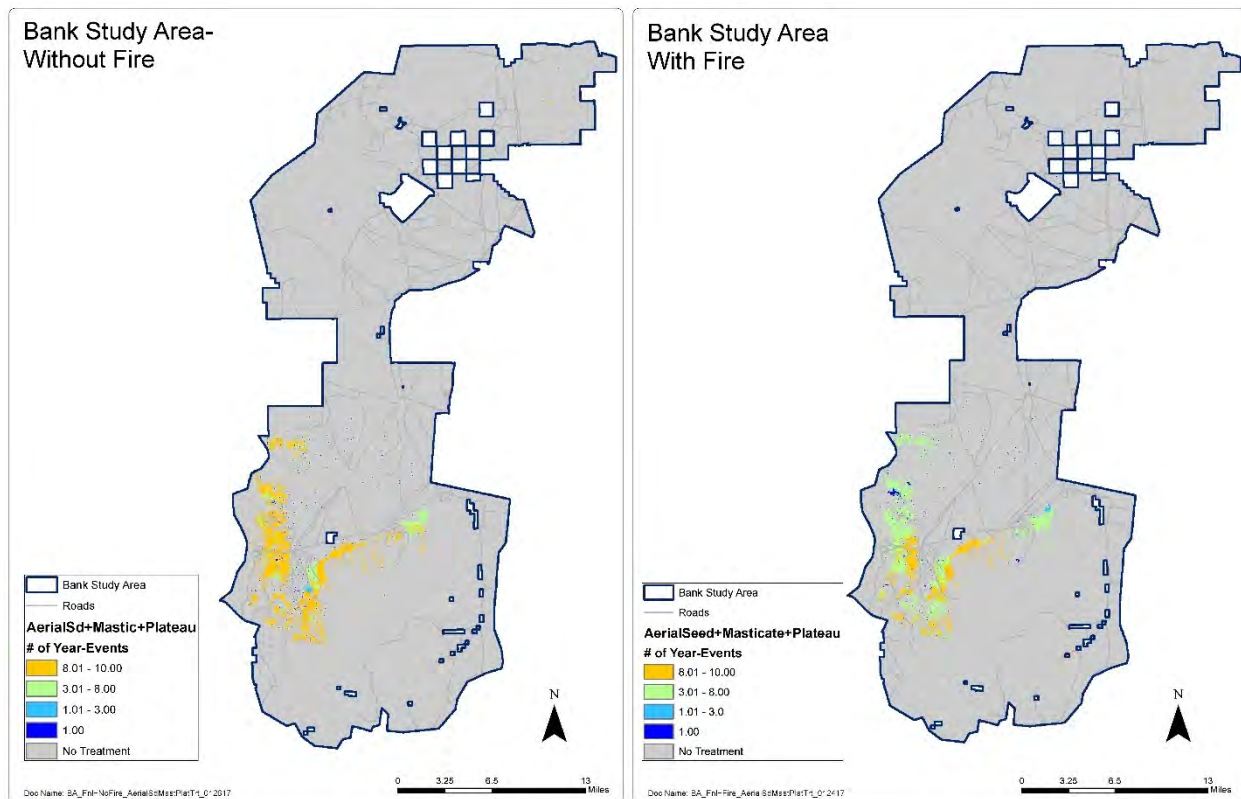 Bank Study Area-
Without Fire
Bank Study Area
Roads
AerialSd+Mastic+Plateau
# of Year-Events
8.01 - 10.00
3.01 - 8.00
1.01 - 3.00
1.00
No Treatment
N
0 3.25 6.5 13
Miles
Bank Study Area
With Fire
Bank Study Area
Roads
AerialSeed+Masticate+Plateau
# of Year-Events
8.01 - 10.00
3.01 - 8.00
1.01 - 3.0
1.00
No Treatment
N
0 3.25 6.5 13
Miles